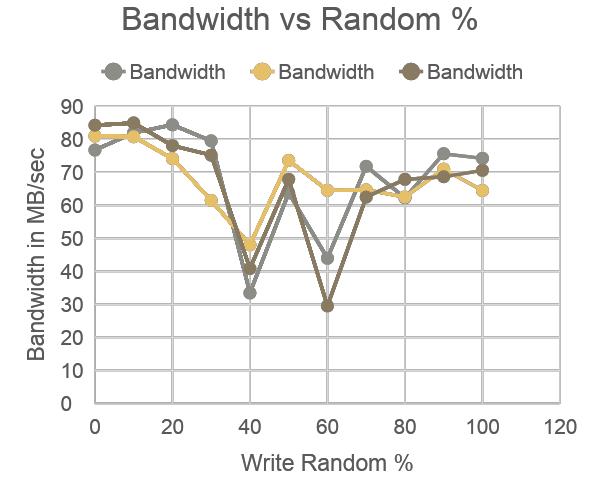 Bandwidth vs Random %
Bandwidth Bandwidth Bandwidth
90
80
70
60
50
40
30
20
10
0
Bandwidth in MB/sec
0 20 40 60 80 100 120
Write Random %